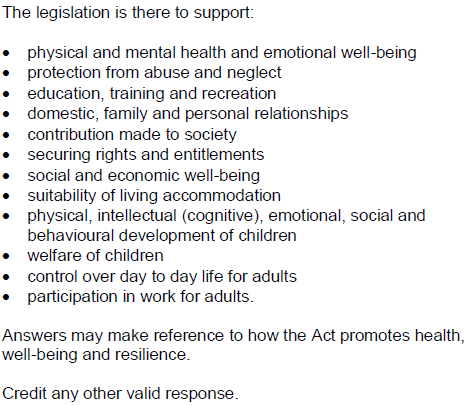 The legislation is there to support:
• physical and mental health and emotional well-being
• protection from abuse and neglect
• education, training and recreation
• domestic, family and personal relationships
• contribution made to society
• securing rights and entitlements
• social and economic well-being
• suitability of living accommodation
• physical, intellectual (cognitive), emotional, social and
behavioural development of children
• welfare of children
• control over day to day life for adults
• participation in work for adults.
Answers may make reference to how the Act promotes health,
well-being and resilience.
Credit any other valid response.